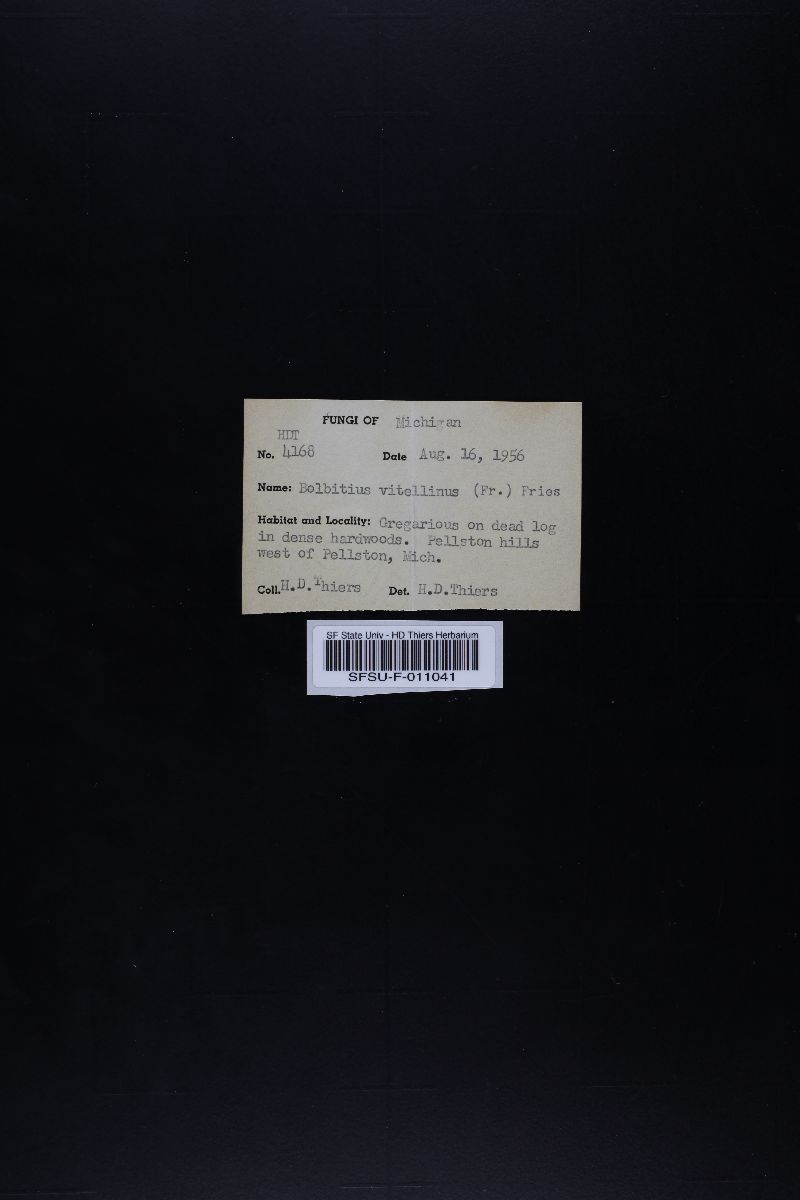 FUNGI OF Michigan
HDT
No. 4168 Date Aug. 16, 1956
Name: Bolbitius vitellinus (Fr.) Fries
Habitat and Locality: Gregarious on dead log
in dense hardwoods. Pellston hills
west of Pellston, Mich.
Coll. H.D.Thiers Det. H.D.Thiers
SF State Univ - HD Thiers Herbarium
SFSU-F-011041